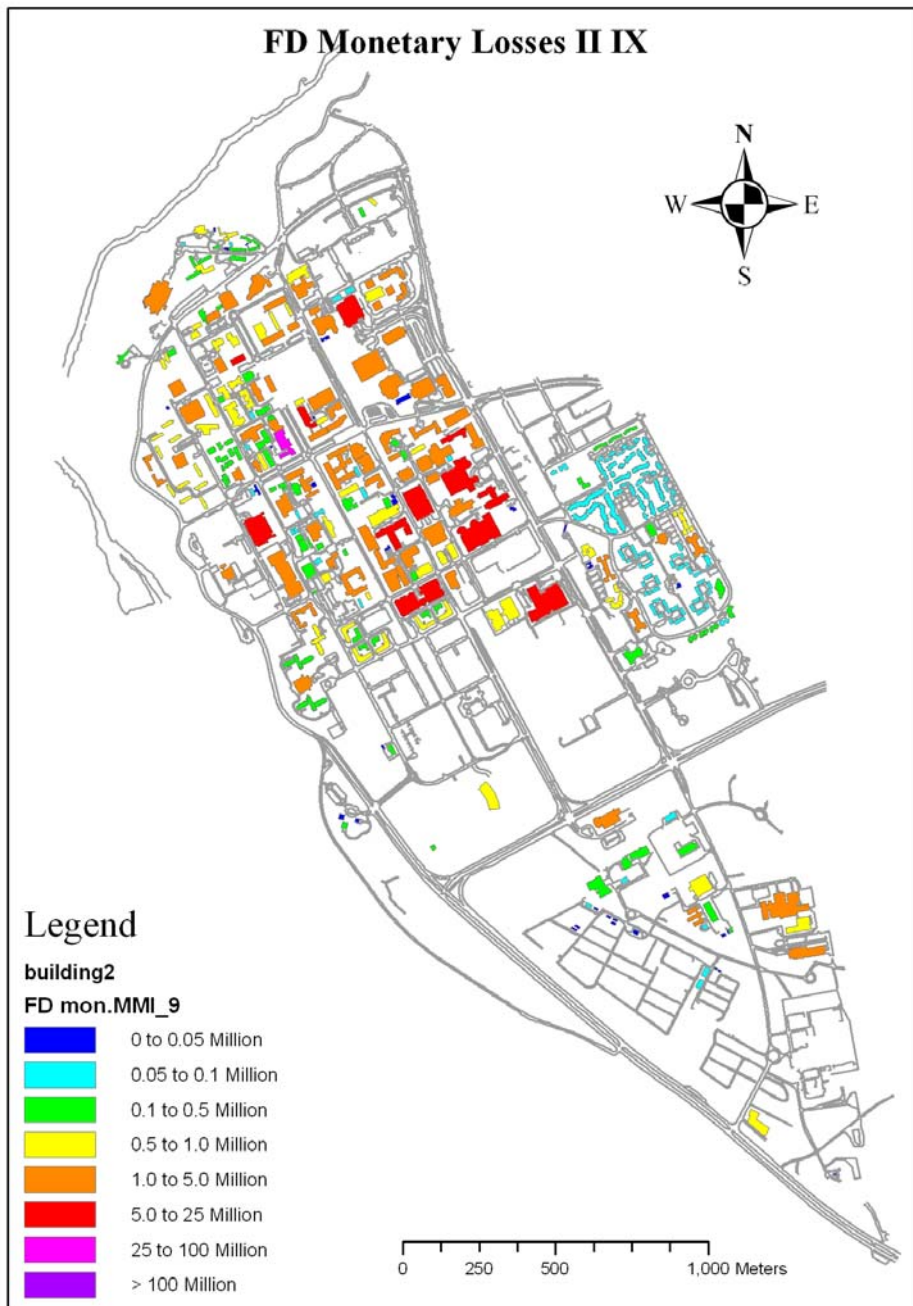 FD Monetary Losses II IX
N
W E
S
Legend
building2
FD mon.MMI_9
0 to 0.05 Million
0.05 to 0.1 Million
0.1 to 0.5 Million
0.5 to 1.0 Million
1.0 to 5.0 Million
5.0 to 25 Million
25 to 100 Million
> 100 Million
0 250 500 1,000 Meters